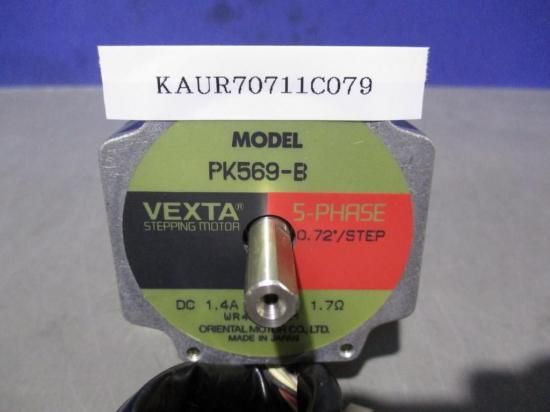 KAUR70711C079
MODEL
PK569-B
VEXTA®
STEPPING MOTOR
5-PHASE
0.72°/STEP
DC 1.4A 1.7Ω
ORIENTAL MOTOR CO., LTD.
MADE IN JAPAN